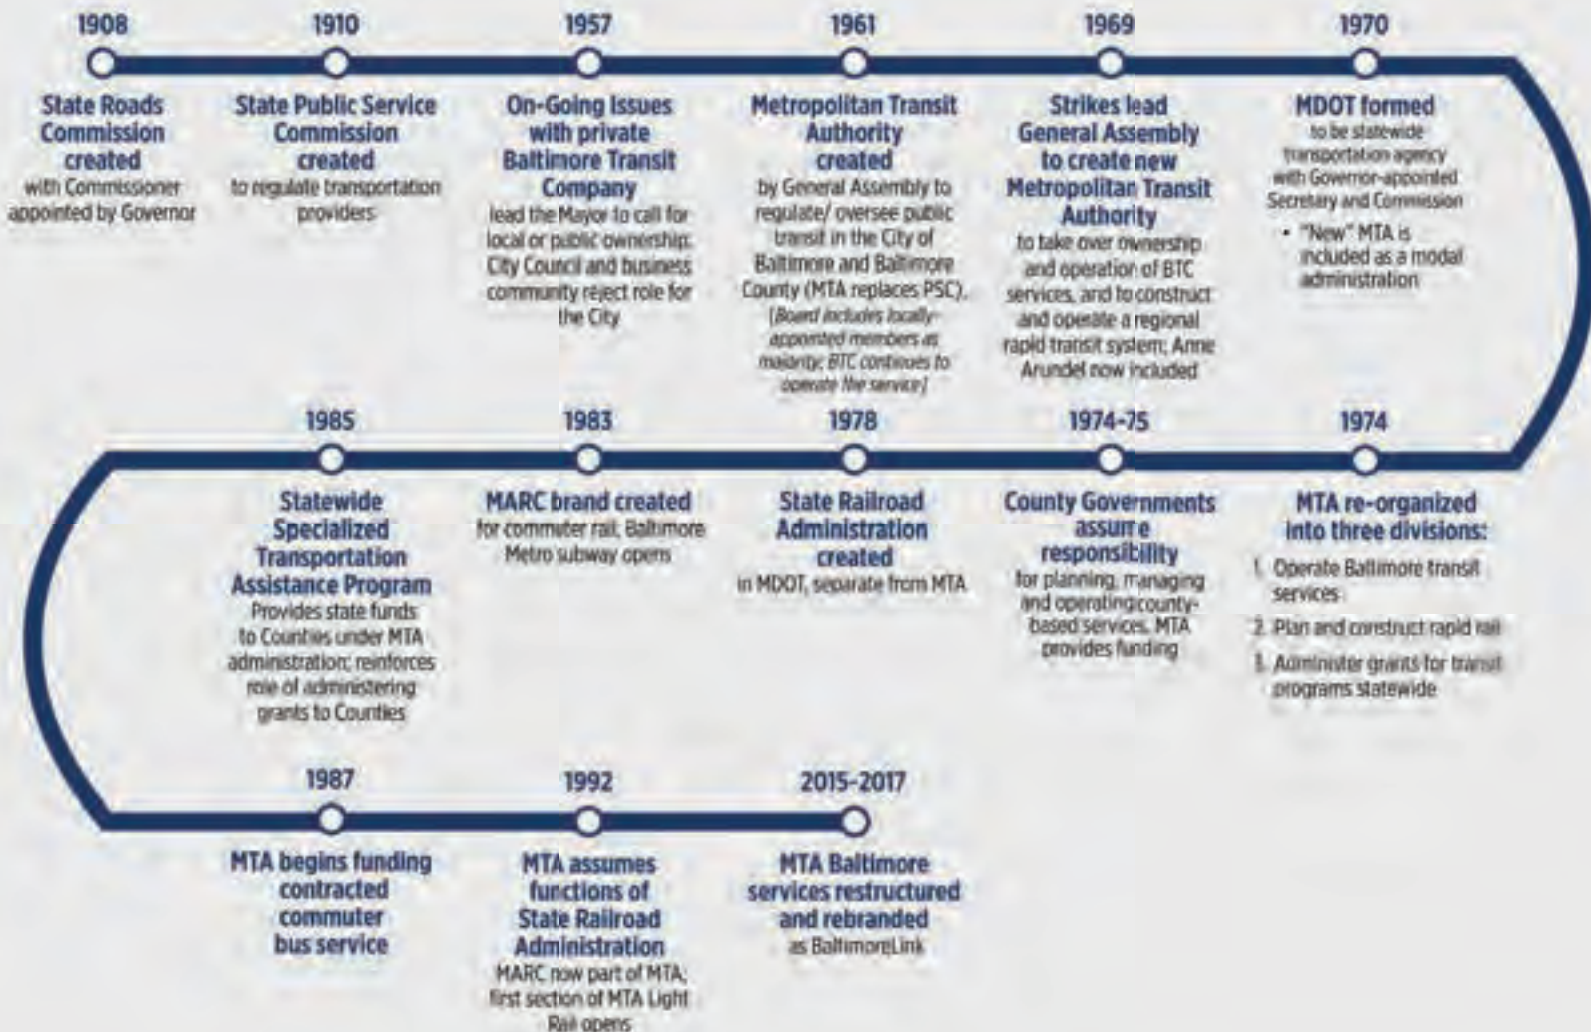 1908
State Roads
Commission
created
with Commissioner
appointed by Governor
1910
State Public Service
Commission
created
to regulate transportation
providers
1957
On-Going Issues
with private
Baltimore Transit
Company
lead the Mayor to call for
local or public ownership;
City Council and business
community reject role for
the City
1961
Metropolitan Transit
Authority
created
by General Assembly to
regulate/ oversee public
transit in the City of
Baltimore and Baltimore
County (MTA replaces PSC).
[Board includes locally-
appointed members as
majority; BTC continues to
operate the service]
1969
Strikes lead
General Assembly
to create new
Metropolitan Transit
Authority
to take over ownership
and operation of BTC
services, and to construct
and operate a regional
rapid transit system; Anne
Arundel now included
1970
MDOT formed
to be statewide
transportation agency
with Governor-appointed
Secretary and Commission
• "New" MTA is
included as a modal
administration
1974
MTA re-organized
into three divisions:
1. Operate Baltimore transit
services
2. Plan and construct rapid rail
3. Administer grants for transit
programs statewide
1974-75
County Governments
assume
responsibility
for planning, managing
and operating county-
based services. MTA
provides funding
1978
State Railroad
Administration
created
in MDOT, separate from MTA
1983
MARC brand created
for commuter rail; Baltimore
Metro subway opens
1985
Statewide
Specialized
Transportation
Assistance Program
Provides state funds
to Counties under MTA
administration; reinforces
role of administering
grants to Counties
1987
MTA begins funding
contracted
commuter
bus service
1992
MTA assumes
functions of
State Railroad
Administration
MARC now part of MTA;
first section of MTA Light
Rail opens
2015-2017
MTA Baltimore
services restructured
and rebranded
as BaltimoreLink